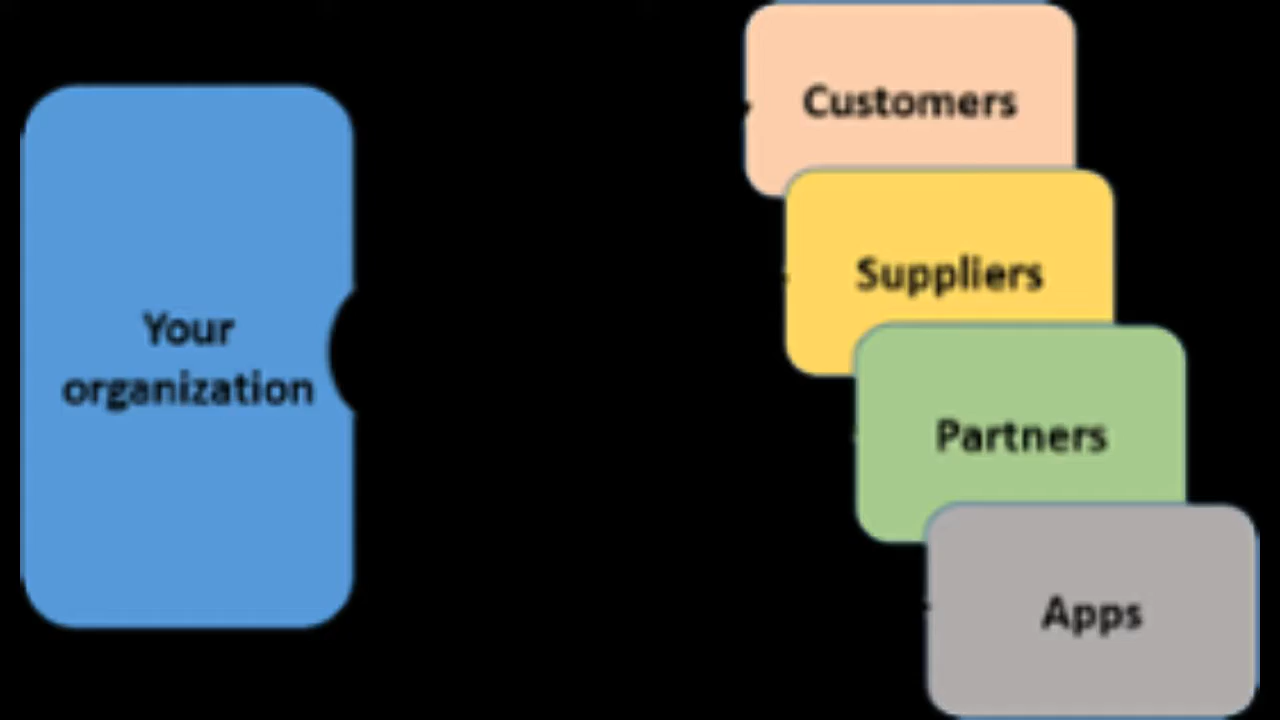 Your
organization
Customers
Suppliers
Partners
Apps